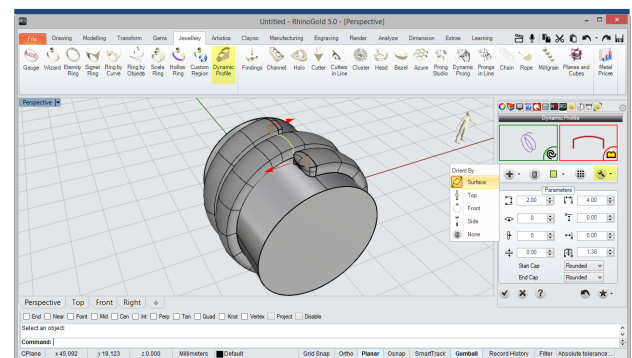 Untitled - RhinoGold 5.0 - [Perspective]
File Drawing Modelling Transform Gems Jewellery Artistics Clayoo Manufacturing Engraving Render Analyze Dimension Extras Learning
Gauge Wizard Eternity Ring Signet Ring Ring by Curve Ring by Objects Scale Ring Hollow Ring Custom Region Dynamic Profile Findings Channel Halo Cutter Cutters in Line Cluster Head Bezel Azure Prong Studio Dynamic Prong Prongs in Line Chain Rope Millgrain Planes and Cubes Metal Prices
Perspective
Dynamic Profile
Orient By
Surface
Top
Front
Side
None
Parameters
2.00 4.00
0 0.00
0 0.00
0.00 1.30
Start Cap Rounded
End Cap Rounded
Perspective Top Front Right
End Near Point Mid Cen Int Perp Tan Quad Knot Vertex Project Disable
Select an object:
Command:
CPlane x 45.092 y 19.123 z 0.000 Millimeters Default Grid Snap Ortho Planar Osnap SmartTrack Gumball Record History Filter Absolute tolerance:...